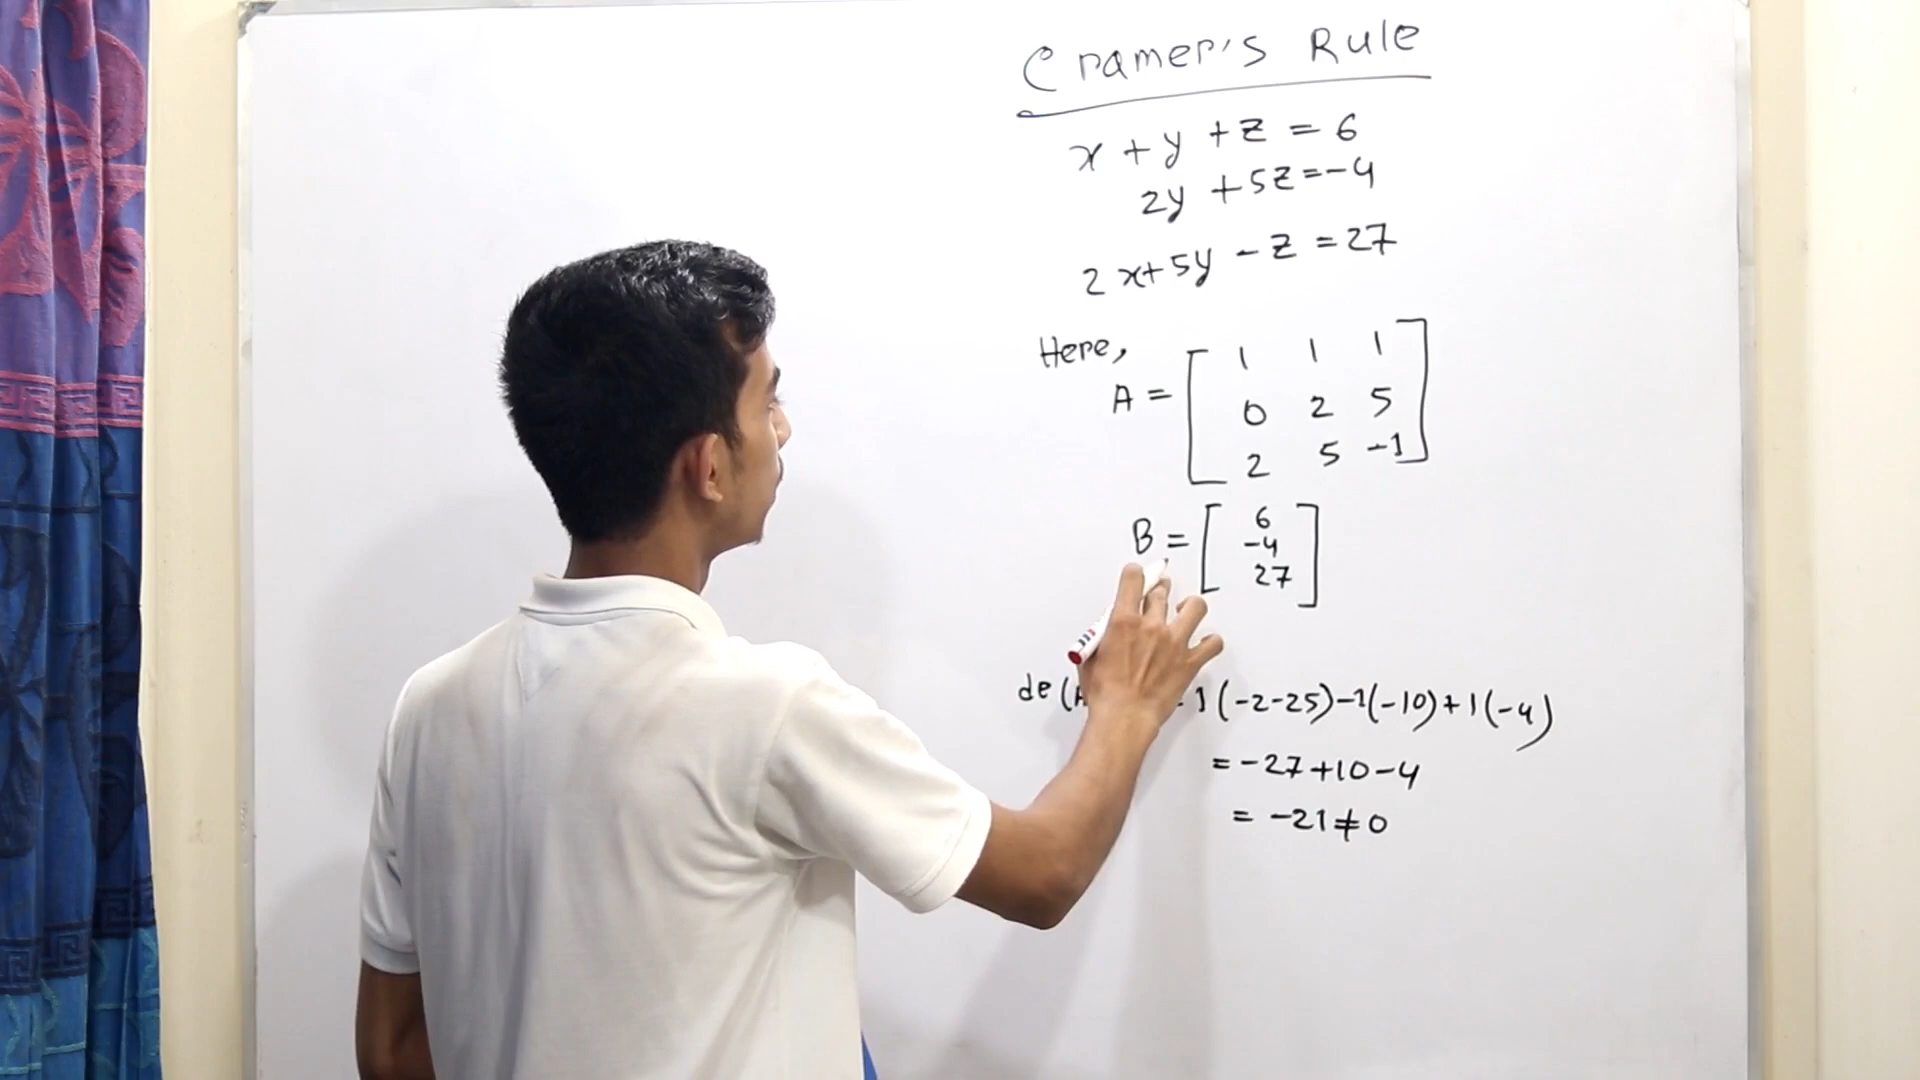 Cramer's Rule
x + y + z = 6
2y + 5z = -4
2x + 5y - z = 27
Here,
A = [ 1 1 1
0 2 5
2 5 -1 ]
B = [ 6
-4
27 ]
de (A = 1 (-2-25) -1(-10) + 1(-4)
= -27 + 10 - 4
= -21 ≠ 0